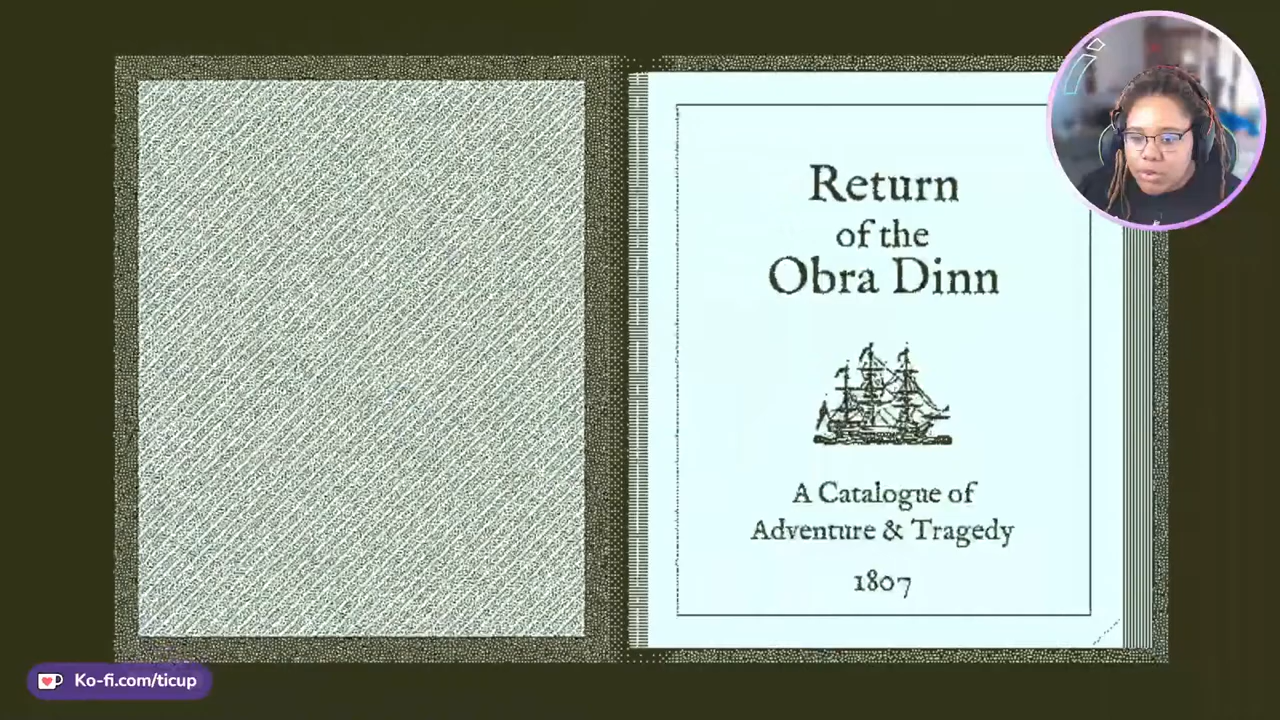 Return
of the
Obra Dinn
A Catalogue of
Adventure & Tragedy
1807
Ko-fi.com/ticup